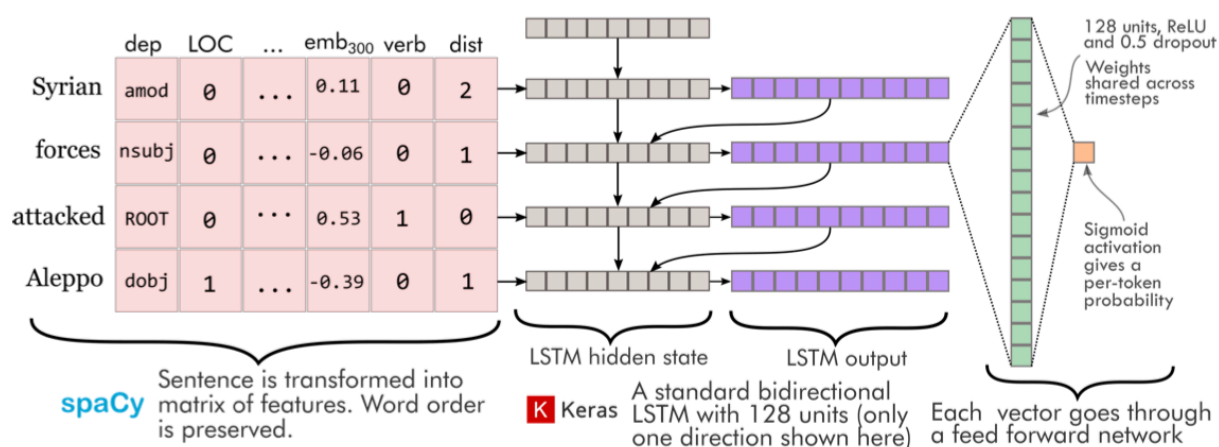 dep LOC ... emb300 verb dist
Syrian amod 0 ... 0.11 0 2
forces nsubj 0 ... -0.06 0 1
attacked ROOT 0 ... 0.53 1 0
Aleppo dobj 1 ... -0.39 0 1
128 units, ReLU
and 0.5 dropout
Weights
shared across
timesteps
Sigmoid
activation
gives a
per-token
probability
LSTM hidden state
LSTM output
spaCy
Sentence is transformed into
matrix of features. Word order
is preserved.
K Keras
A standard bidirectional
LSTM with 128 units (only
one direction shown here)
Each vector goes through
a feed forward network